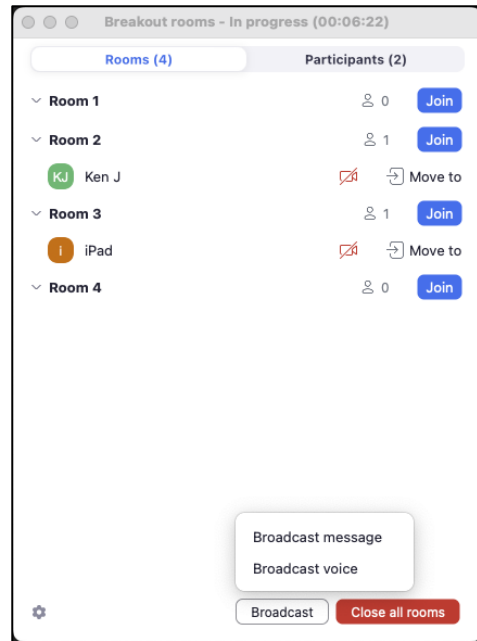 Breakout rooms - In progress (00:06:22)
Rooms (4) Participants (2)
Room 1 0 Join
Room 2 1 Join
KJ Ken J Move to
Room 3 1 Join
i iPad Move to
Room 4 0 Join
Broadcast message
Broadcast voice
Broadcast Close all rooms